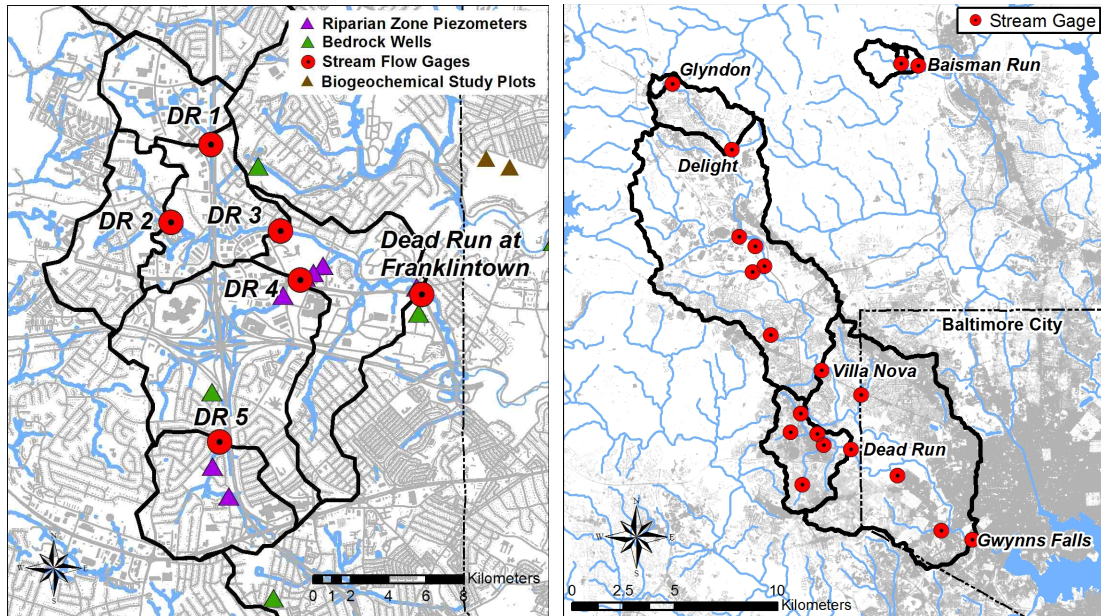 Riparian Zone Piezometers
Bedrock Wells
Stream Flow Gages
Biogeochemical Study Plots
DR 1
DR 2
DR 3
Dead Run at
Franklintown
DR 4
DR 5
N
W
E
S
Kilometers
0
1
2
4
6
8
Stream Gage
Glyndon
Baisman Run
Delight
Baltimore City
Villa Nova
Dead Run
Gwynns Falls
N
W
E
S
0
2.5
5
10
Kilometers